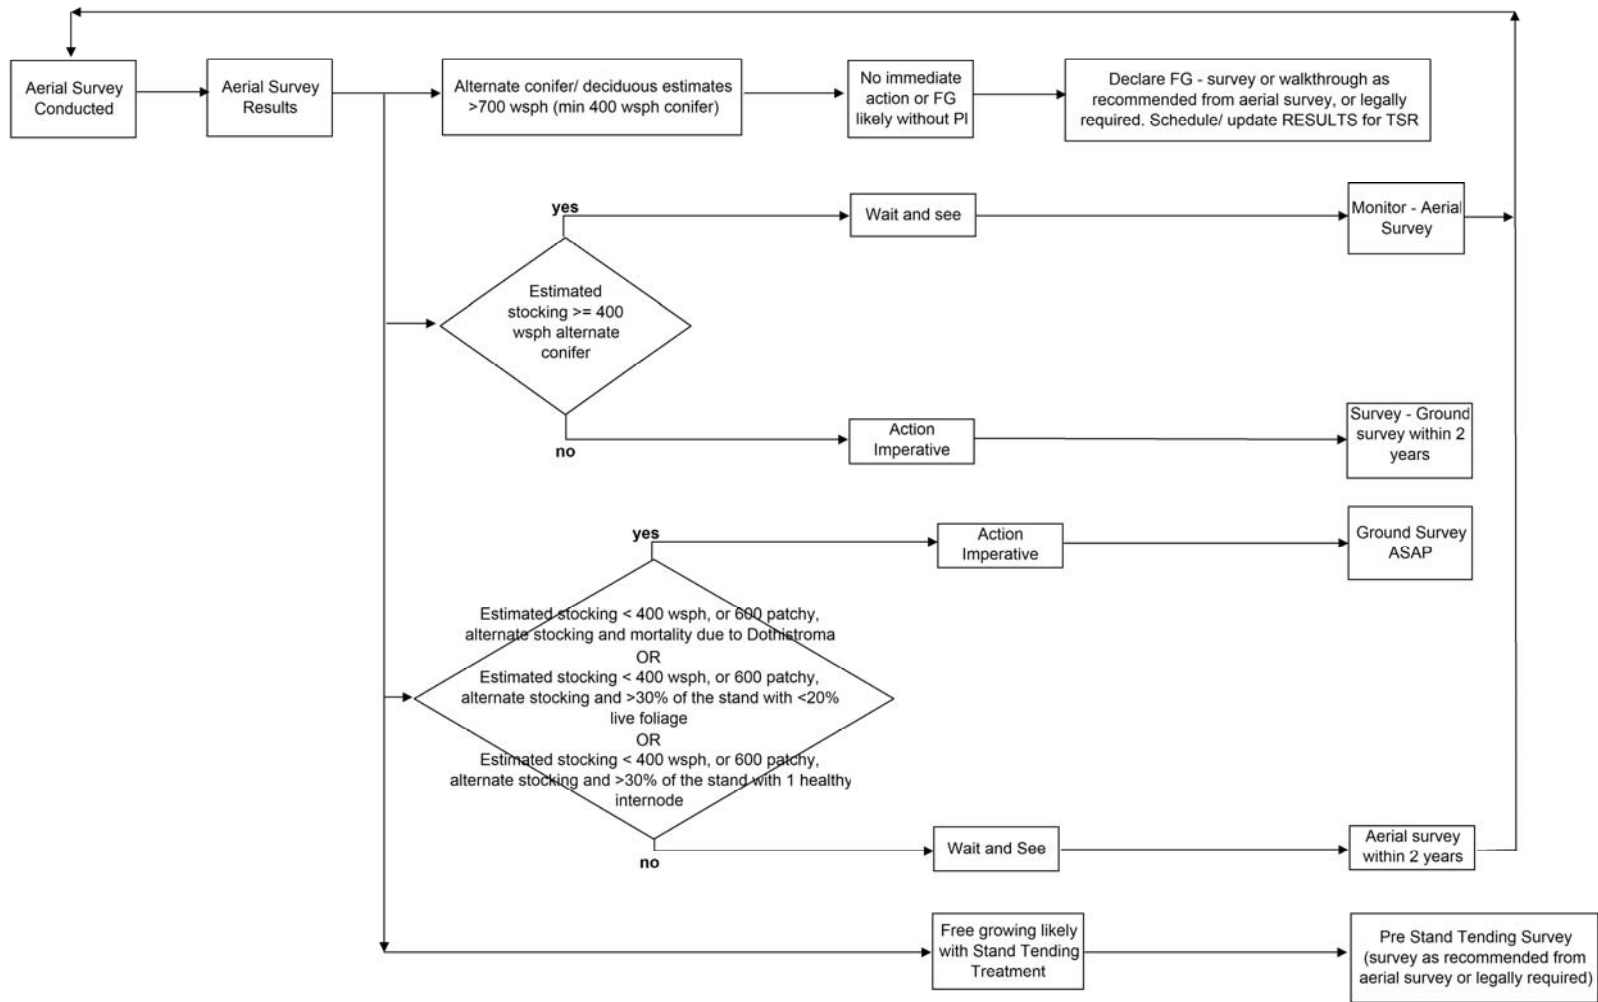 Aerial Survey
Conducted
Aerial Survey
Results
Alternate conifer/ deciduous estimates
>700 wsph (min 400 wsph conifer)
No immediate
action or FG
likely without PI
Declare FG - survey or walkthrough as
recommended from aerial survey, or legally
required. Schedule/ update RESULTS for TSR
yes
Wait and see
Monitor - Aerial
Survey
Estimated
stocking >= 400
wsph alternate
conifer
no
Action
Imperative
Survey - Ground
survey within 2
years
yes
Action
Imperative
Ground Survey
ASAP
Estimated stocking < 400 wsph, or 600 patchy,
alternate stocking and mortality due to Dothistroma
OR
Estimated stocking < 400 wsph, or 600 patchy,
alternate stocking and >30% of the stand with <20%
live foliage
OR
Estimated stocking < 400 wsph, or 600 patchy,
alternate stocking and >30% of the stand with 1 healthy
internode
no
Wait and See
Aerial survey
within 2 years
Free growing likely
with Stand Tending
Treatment
Pre Stand Tending Survey
(survey as recommended from
aerial survey or legally required)